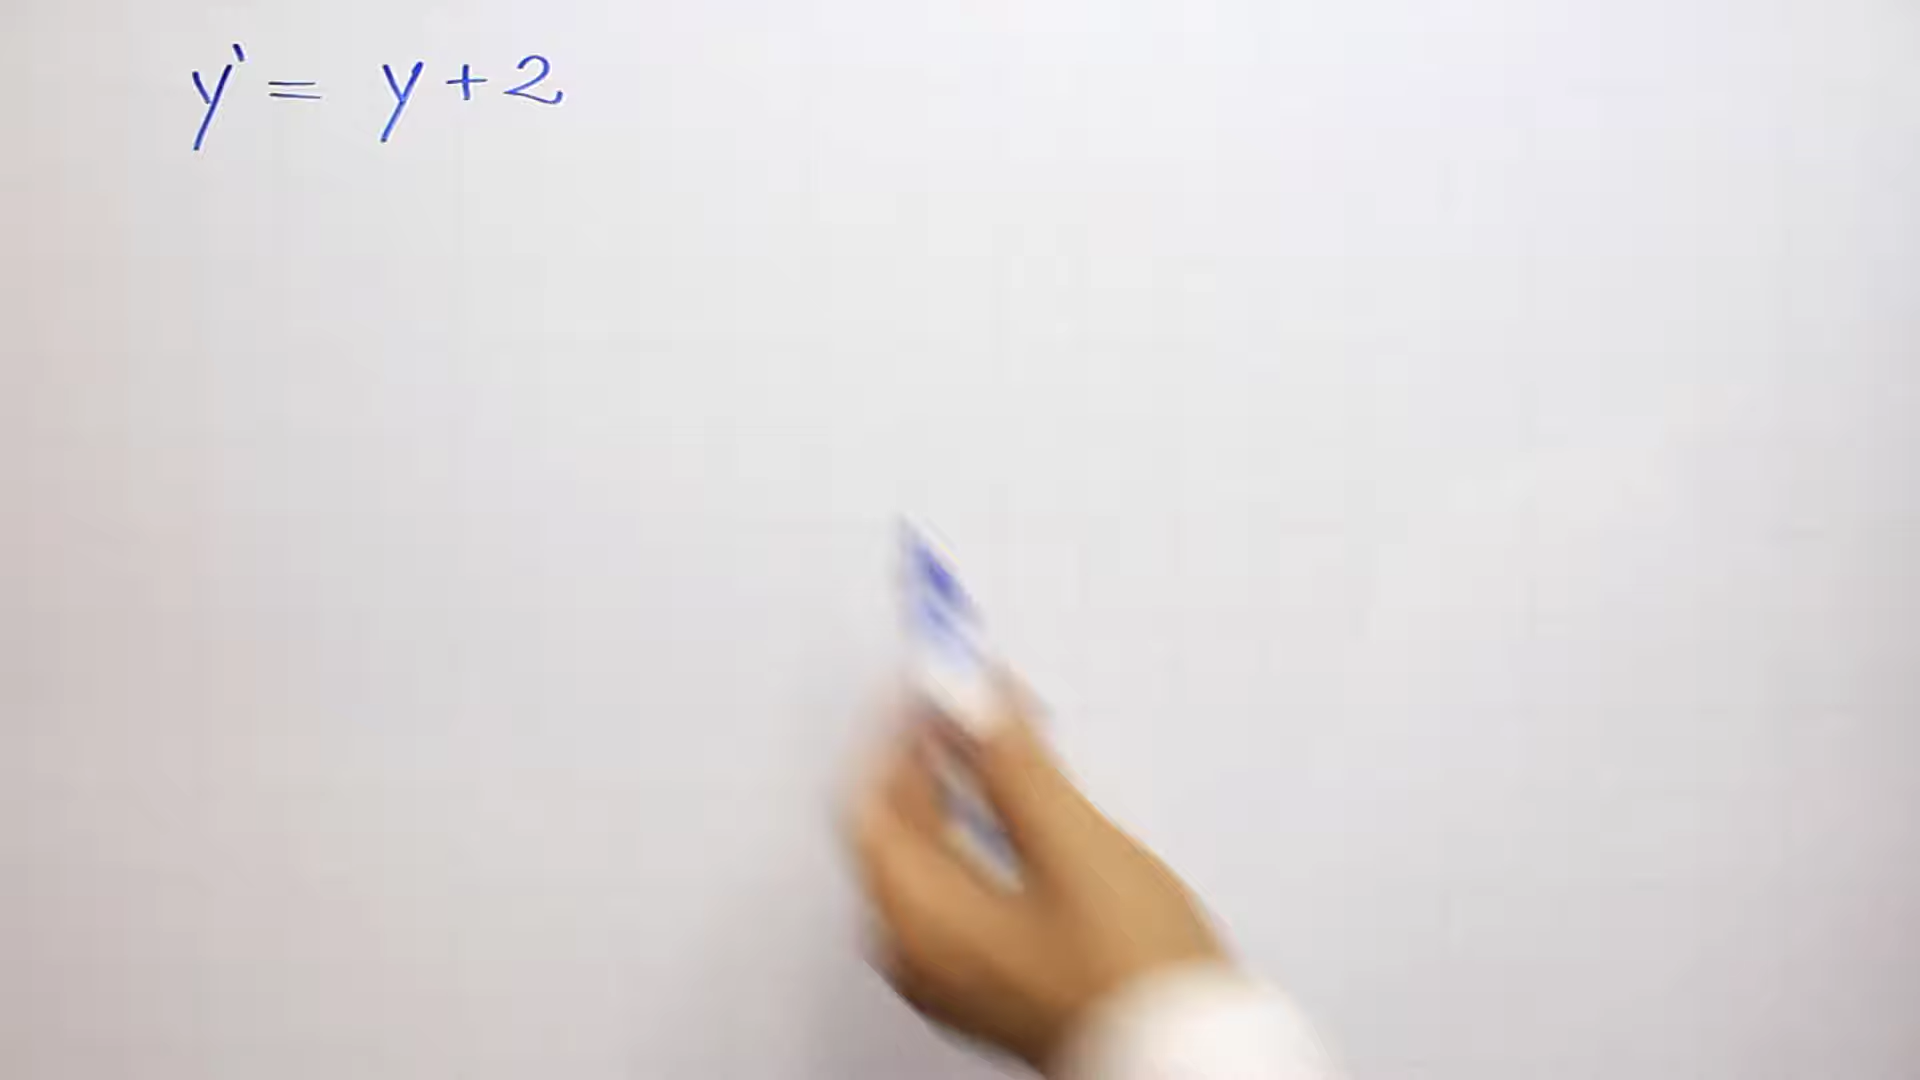 y' = y + 2